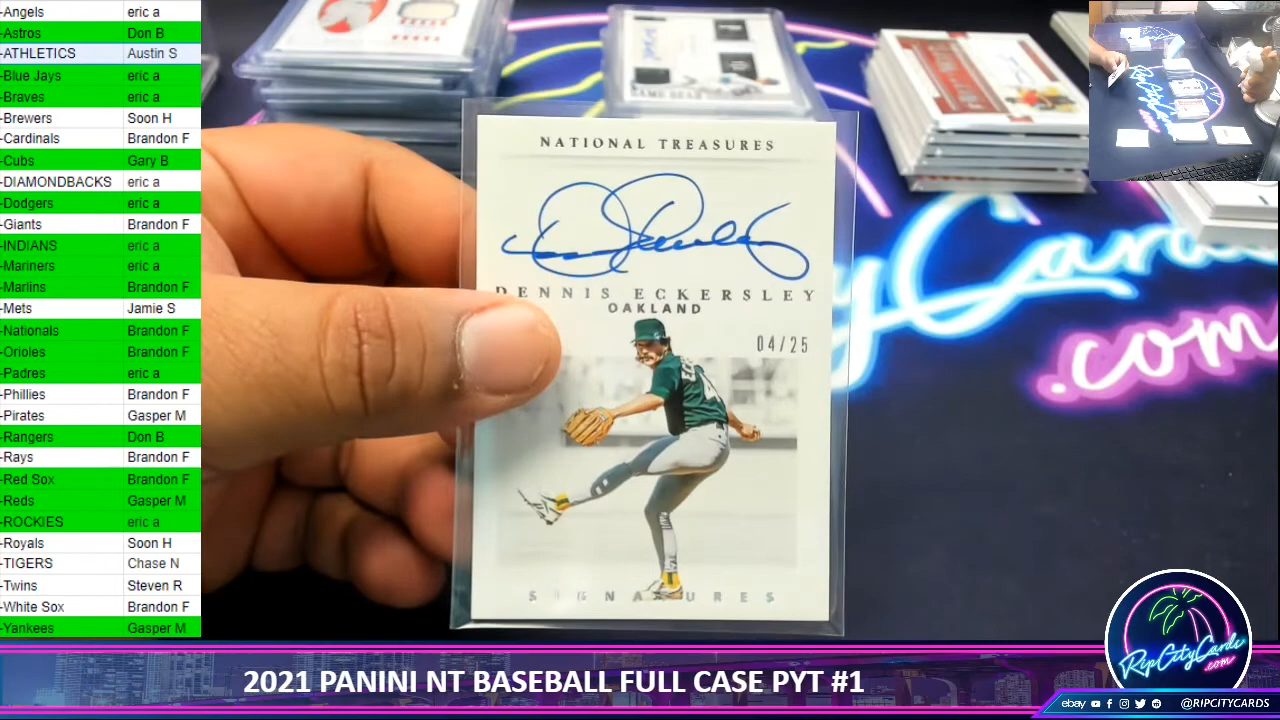 -Angels eric a
-Astros Don B
-ATHLETICS Austin S
-Blue Jays eric a
-Braves eric a
-Brewers Soon H
-Cardinals Brandon F
-Cubs Gary B
-DIAMONDBACKS eric a
-Dodgers eric a
-Giants Brandon F
-INDIANS eric a
-Mariners eric a
-Marlins Brandon F
-Mets Jamie S
-Nationals Brandon F
-Orioles Brandon F
-Padres eric a
-Phillies Brandon F
-Pirates Gasper M
-Rangers Don B
-Rays Brandon F
-Red Sox Brandon F
-Reds Gasper M
-ROCKIES eric a
-Royals Soon H
-TIGERS Chase N
-Twins Steven R
-White Sox Brandon F
-Yankees Gasper M
NATIONAL TREASURES
DENNIS ECKERSLEY
OAKLAND
04/25
SIGNATURES
.com
RipCityCards
.com
2021 PANINI NT BASEBALL FULL CASE PYT #1
ebay @RIPCITYCARDS